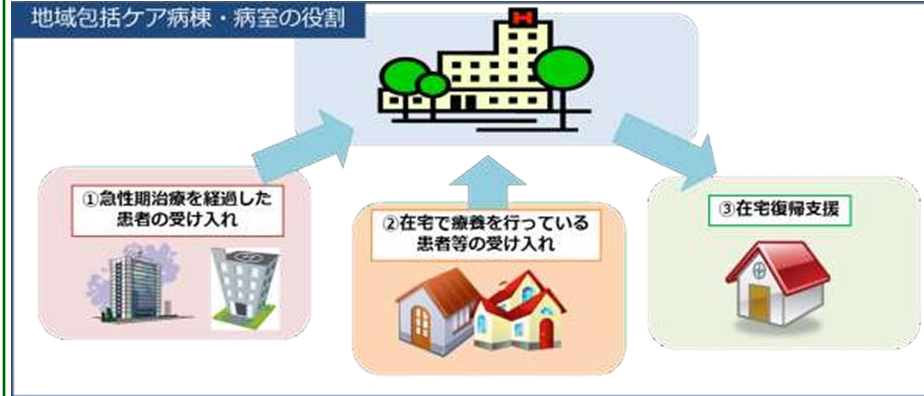 地域包括ケア病棟・病室の役割
H
①急性期治療を経過した
患者の受け入れ
②在宅で療養を行っている
患者等の受け入れ
③在宅復帰支援